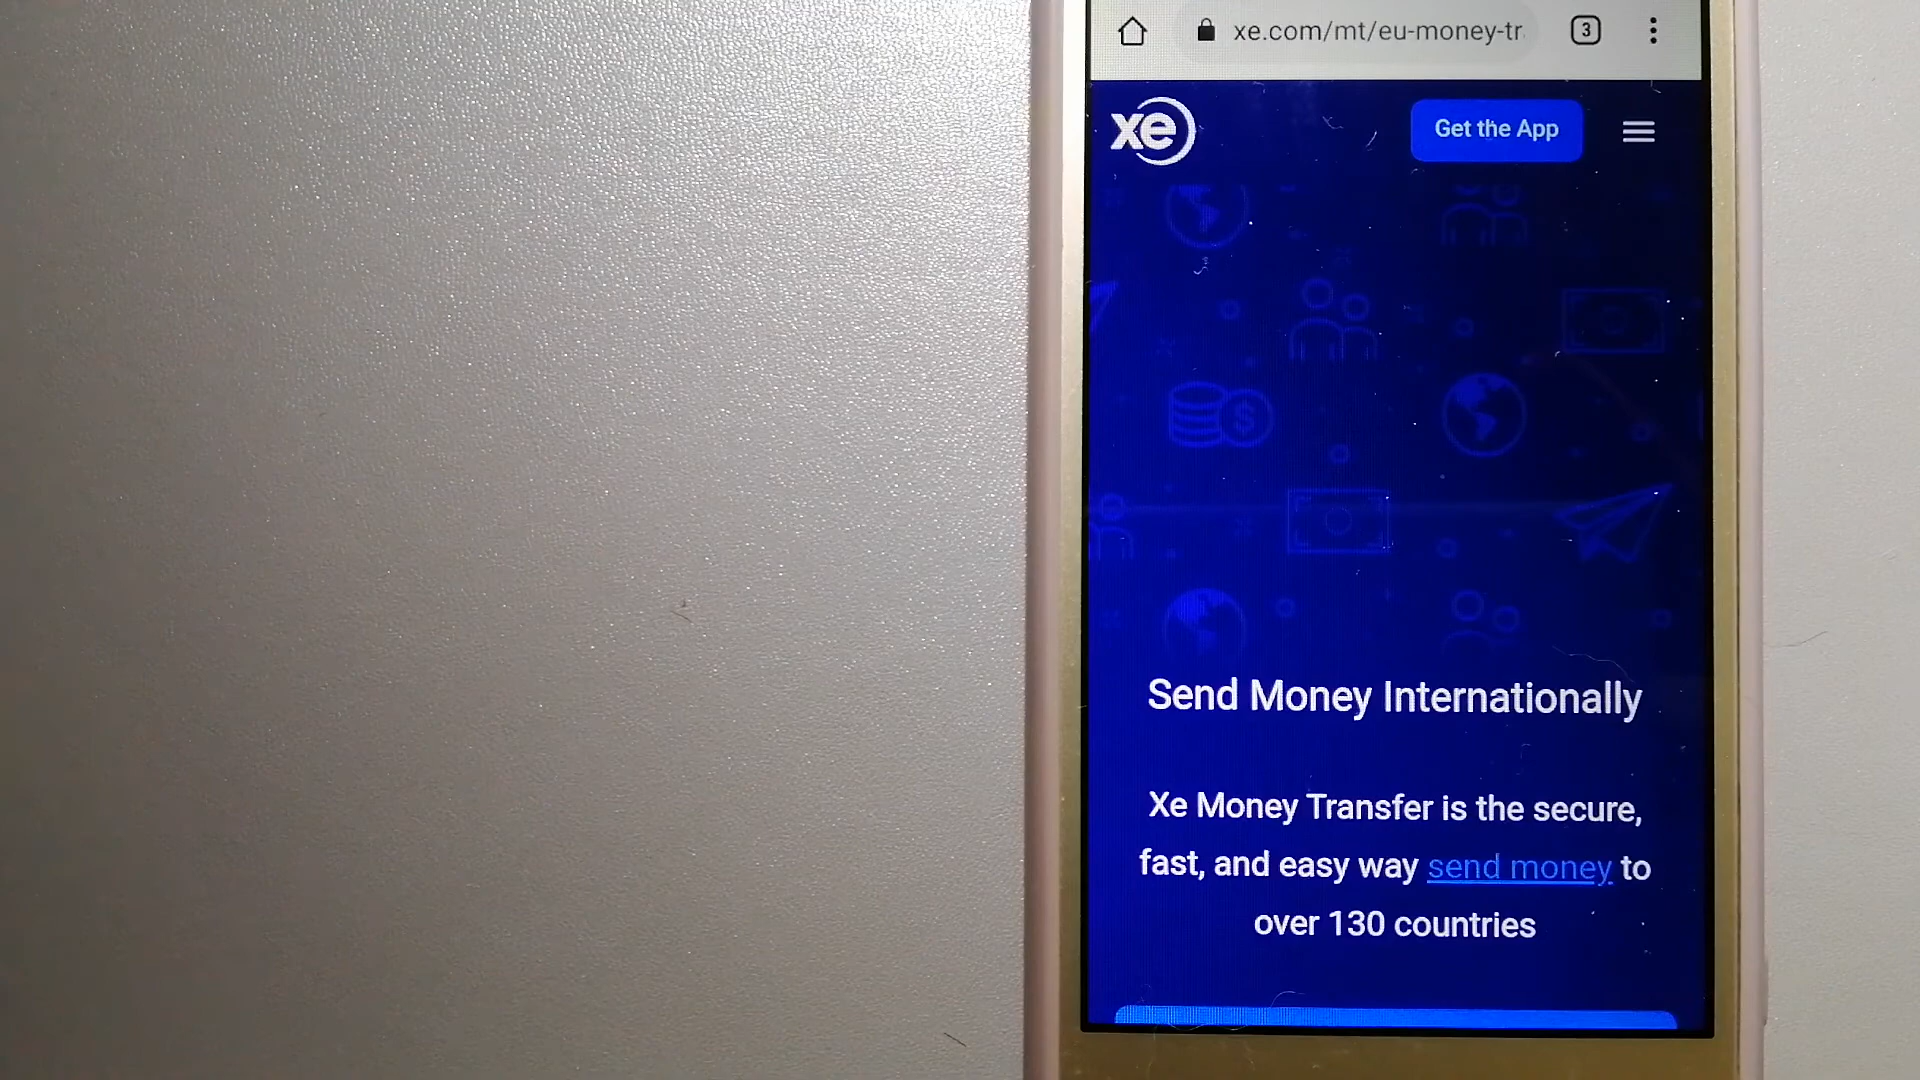 xe.com/mt/eu-money-tr
3
xe
Get the App
$
Send Money Internationally
Xe Money Transfer is the secure,
fast, and easy way send money to
over 130 countries